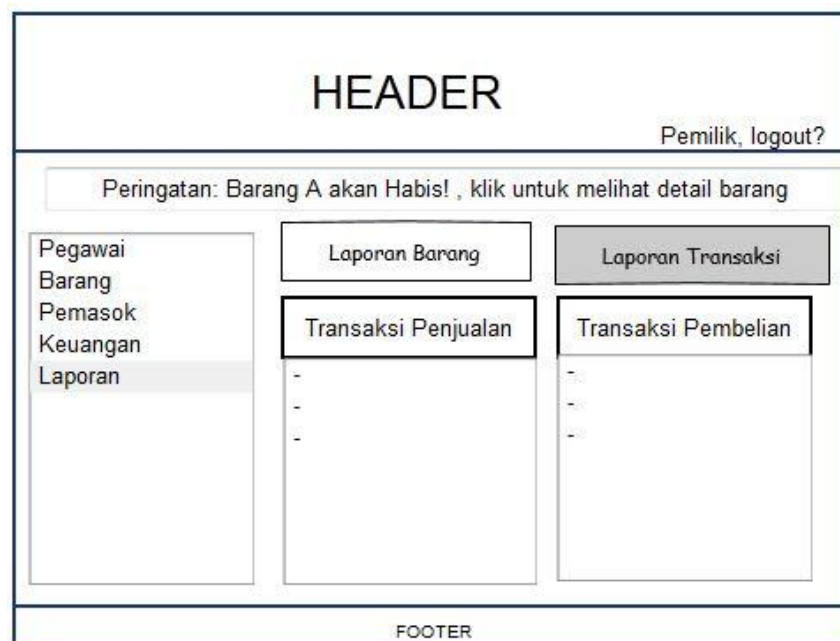 HEADER
Pemilik, logout?
Peringatan: Barang A akan Habis! , klik untuk melihat detail barang
Pegawai
Barang
Pemasok
Keuangan
Laporan
Laporan Barang
Laporan Transaksi
Transaksi Penjualan
-
-
-
Transaksi Pembelian
-
-
-
FOOTER